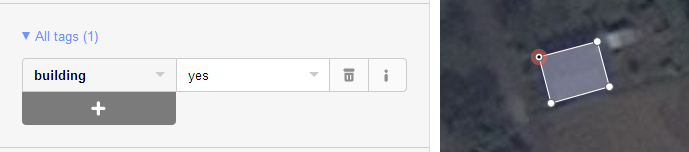 All tags (1)
building yes